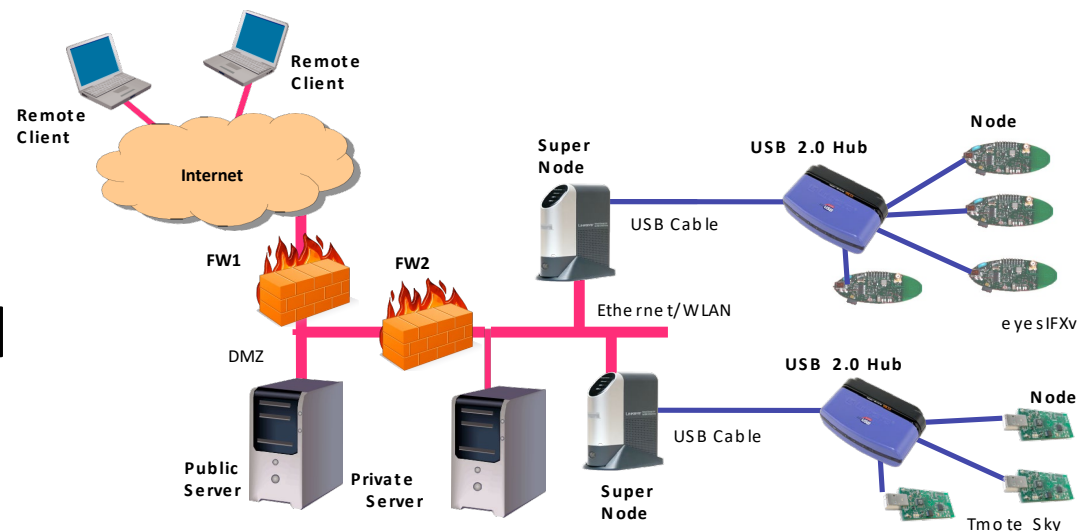 Remote
Client
Remote
Client
Internet
FW1
FW2
DMZ
Public
Server
Private
Server
Super
Node
USB Cable
USB 2.0 Hub
Node
Ethernet/WLAN
eyesIFXv
USB 2.0 Hub
Node
USB Cable
Super
Node
Tmote Sky